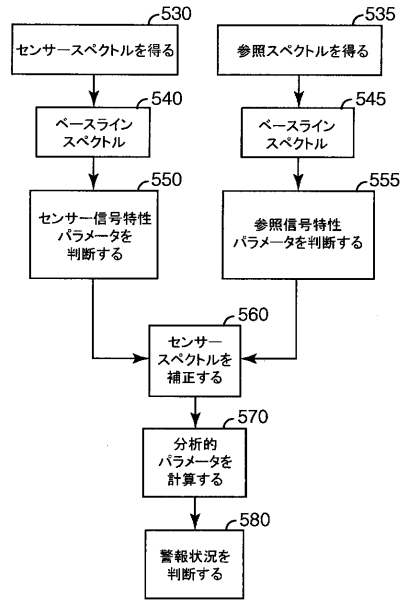 530
センサースペクトルを得る
535
参照スペクトルを得る
540
ベースライン
スペクトル
545
ベースライン
スペクトル
550
センサー信号特性
パラメータを
判断する
555
参照信号特性
パラメータを判断する
560
センサー
スペクトルを
補正する
570
分析的
パラメータを
計算する
580
警報状況を
判断する